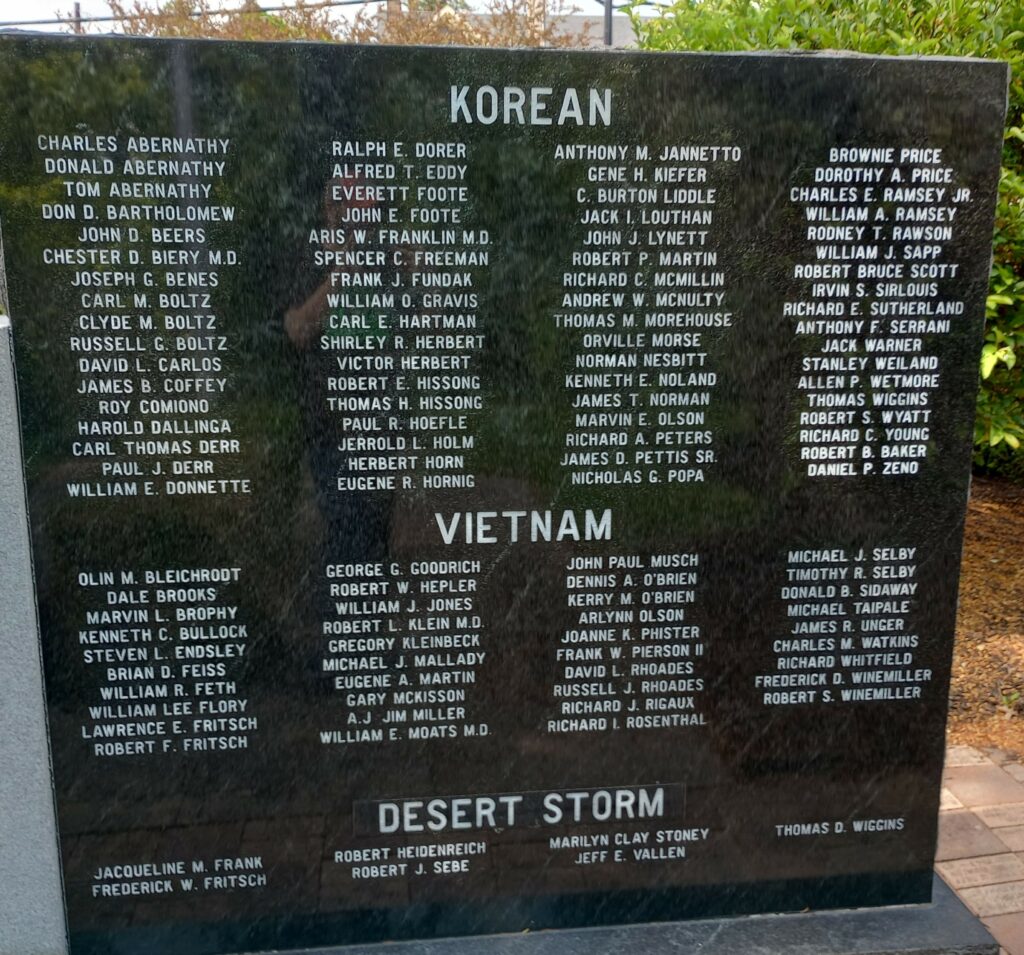 KOREAN
CHARLES ABERNATHY
DONALD ABERNATHY
TOM ABERNATHY
DON D. BARTHOLOMEW
JOHN D. BEERS
CHESTER D. BIERY M.D.
JOSEPH G. BENES
CARL M. BOLTZ
CLYDE M. BOLTZ
RUSSELL G. BOLTZ
DAVID L. CARLOS
JAMES B. COFFEY
ROY COMIONO
HAROLD DALLINGA
CARL THOMAS DERR
PAUL J. DERR
WILLIAM E. DONNETTE
RALPH E. DORER
ALFRED T. EDDY
EVERETT FOOTE
JOHN E. FOOTE
ARIS W. FRANKLIN M.D.
SPENCER C. FREEMAN
FRANK J. FUNDAK
WILLIAM O. GRAVIS
CARL E. HARTMAN
SHIRLEY R. HERBERT
VICTOR HERBERT
ROBERT E. HISSONG
THOMAS H. HISSONG
PAUL R. HOEFLE
JERROLD L. HOLM
HERBERT HORN
EUGENE R. HORNIG
ANTHONY M. JANNETTO
GENE H. KIEFER
C. BURTON LIDDLE
JACK I. LOUTHAN
JOHN J. LYNETT
ROBERT P. MARTIN
RICHARD C. MCMILLIN
ANDREW W. MCNULTY
THOMAS M. MOREHOUSE
ORVILLE MORSE
NORMAN NESBITT
KENNETH E. NOLAND
JAMES T. NORMAN
MARVIN E. OLSON
RICHARD A. PETERS
JAMES D. PETTIS SR.
NICHOLAS G. POPA
BROWNIE PRICE
DOROTHY A. PRICE
CHARLES E. RAMSEY JR.
WILLIAM A. RAMSEY
RODNEY T. RAWSON
WILLIAM J. SAPP
ROBERT BRUCE SCOTT
IRVIN S. SIRLOUIS
RICHARD E. SUTHERLAND
ANTHONY F. SERRANI
JACK WARNER
STANLEY WEILAND
ALLEN P. WETMORE
THOMAS WIGGINS
ROBERT S. WYATT
RICHARD C. YOUNG
ROBERT B. BAKER
DANIEL P. ZENO
VIETNAM
OLIN M. BLEICHRODT
DALE BROOKS
MARVIN L. BROPHY
KENNETH C. BULLOCK
STEVEN L. ENDSLEY
BRIAN D. FEISS
WILLIAM R. FETH
WILLIAM LEE FLORY
LAWRENCE E. FRITSCH
ROBERT F. FRITSCH
GEORGE G. GOODRICH
ROBERT W. HEPLER
WILLIAM J. JONES
ROBERT L. KLEIN M.D.
GREGORY KLEINBECK
MICHAEL J. MALLADY
EUGENE A. MARTIN
GARY MCKISSON
A.J JIM MILLER
WILLIAM E. MOATS M.D.
JOHN PAUL MUSCH
DENNIS A. O'BRIEN
KERRY M. O'BRIEN
ARLYNN OLSON
JOANNE K. PHISTER
FRANK W. PIERSON II
DAVID L. RHOADES
RUSSELL J. RHOADES
RICHARD J. RIGAUX
RICHARD I. ROSENTHAL
MICHAEL J. SELBY
TIMOTHY R. SELBY
DONALD B. SIDAWAY
MICHAEL TAIPALE
JAMES R. UNGER
CHARLES M. WATKINS
RICHARD WHITFIELD
FREDERICK D. WINEMILLER
ROBERT S. WINEMILLER
DESERT STORM
JACQUELINE M. FRANK
FREDERICK W. FRITSCH
ROBERT HEIDENREICH
ROBERT J. SEBE
MARILYN CLAY STONEY
JEFF E. VALLEN
THOMAS D. WIGGINS